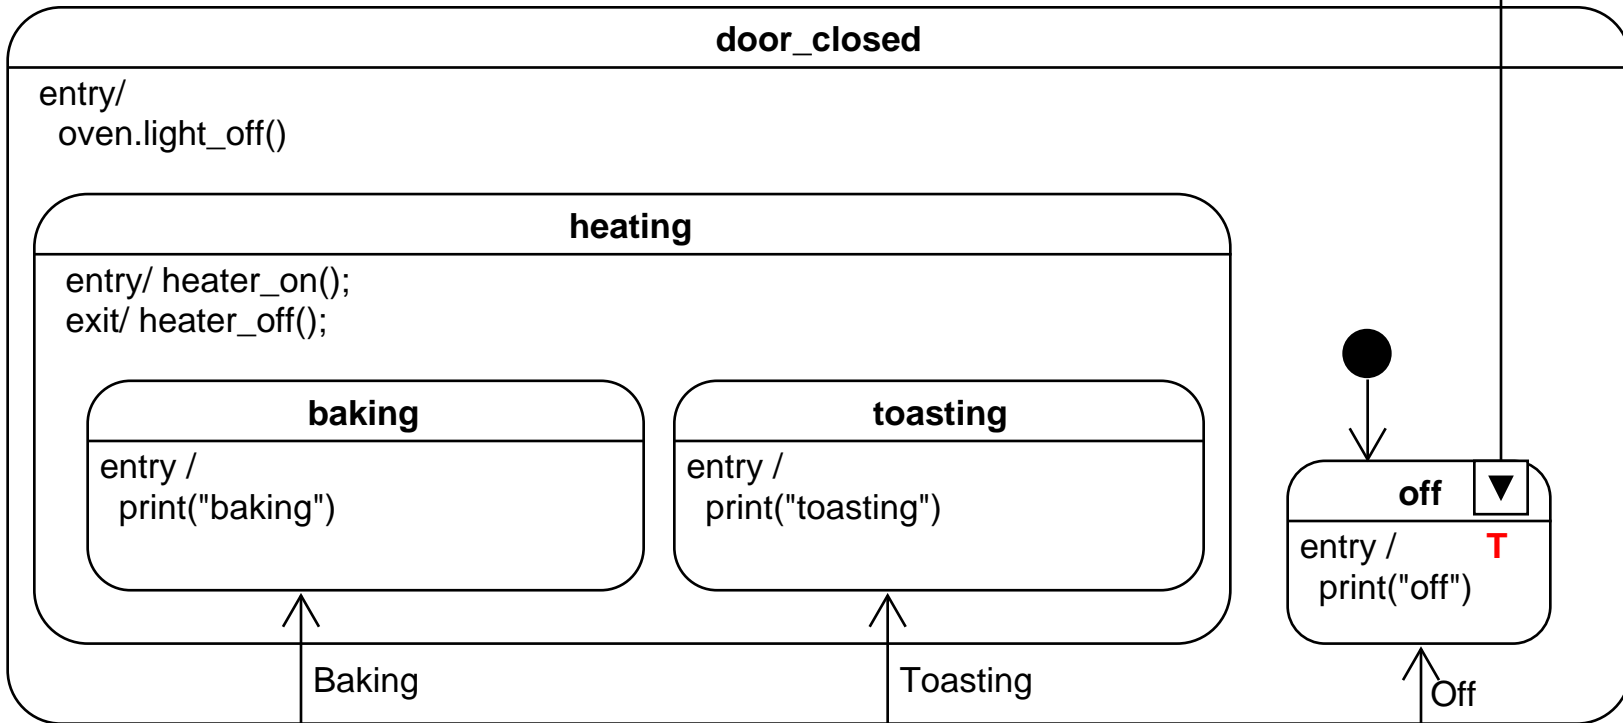 door_closed
entry/
oven.light_off()
heating
entry/ heater_on();
exit/ heater_off();
baking
entry /
print("baking")
toasting
entry /
print("toasting")
off
entry /
T
print("off")
Baking
Toasting
Off